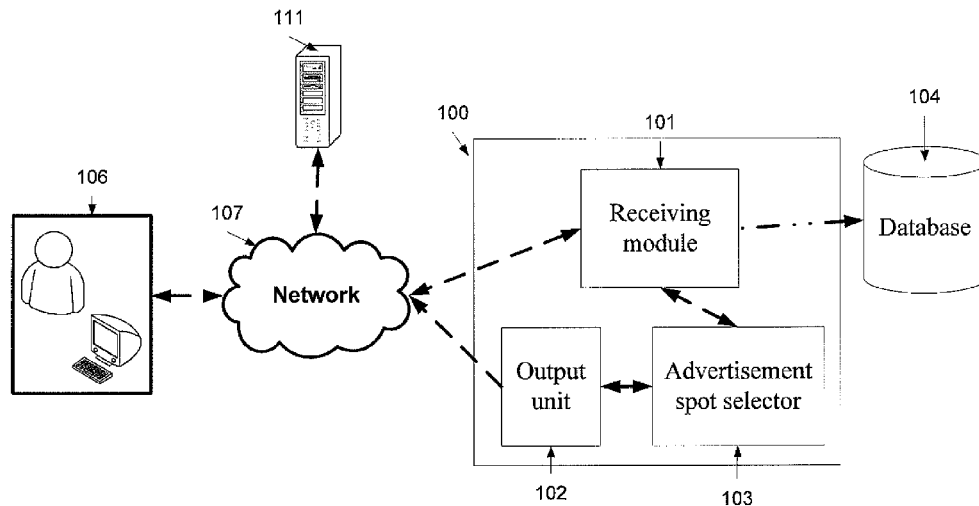 111
104
101
100
106
107
Receiving
module
Database
Network
Output
unit
Advertisement
spot selector
102
103